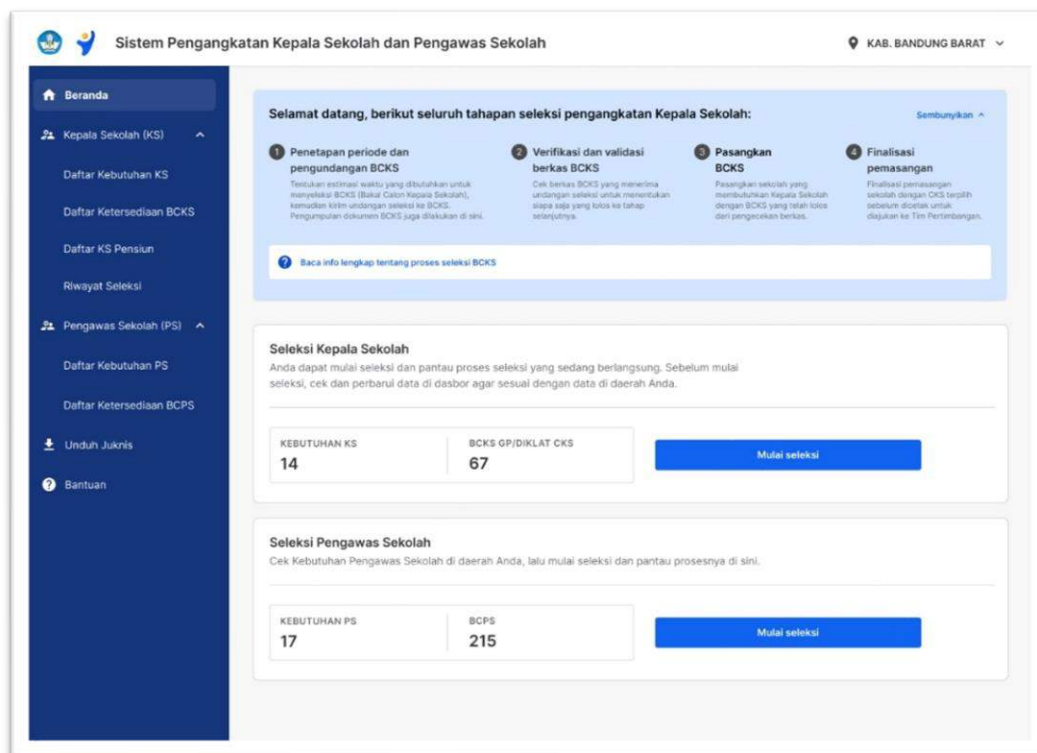 Sistem Pengangkatan Kepala Sekolah dan Pengawas Sekolah
KAB. BANDUNG BARAT
Beranda
Kepala Sekolah (KS)
Daftar Kebutuhan KS
Daftar Ketersediaan BCKS
Daftar KS Pensiun
Riwayat Seleksi
Pengawas Sekolah (PS)
Daftar Kebutuhan PS
Daftar Ketersediaan BCPS
Unduh Juknis
Bantuan
Selamat datang, berikut seluruh tahapan seleksi pengangkatan Kepala Sekolah:
Sembunyikan
1 Penetapan periode dan
pengundangan BCKS
Tentukan estimasi waktu yang dibutuhkan untuk
menyeleksi BCKS (Bakal Calon Kepala Sekolah),
kemudian kirim undangan seleksi ke BCKS.
Pengumpulan dokumen BCKS juga dilakukan di sini.
2 Verifikasi dan validasi
berkas BCKS
Cek berkas BCKS yang menerima
undangan seleksi untuk menentukan
siapa saja yang lolos ke tahap
selanjutnya.
3 Pasangkan
BCKS
Pasangkan sekolah yang
membutuhkan Kepala Sekolah
dengan BCKS yang telah lolos
dari pengecekan berkas.
4 Finalisasi
pemasangan
Finalisasi pemasangan
sekolah dengan CKS terpilih
sebelum dicetak untuk
diajukan ke Tim Pertimbangan.
? Baca info lengkap tentang proses seleksi BCKS
Seleksi Kepala Sekolah
Anda dapat mulai seleksi dan pantau proses seleksi yang sedang berlangsung. Sebelum mulai
seleksi, cek dan perbarui data di dasbor agar sesuai dengan data di daerah Anda.
KEBUTUHAN KS
14
BCKS GP/DIKLAT CKS
67
Mulai seleksi
Seleksi Pengawas Sekolah
Cek Kebutuhan Pengawas Sekolah di daerah Anda, lalu mulai seleksi dan pantau prosesnya di sini.
KEBUTUHAN PS
17
BCPS
215
Mulai seleksi